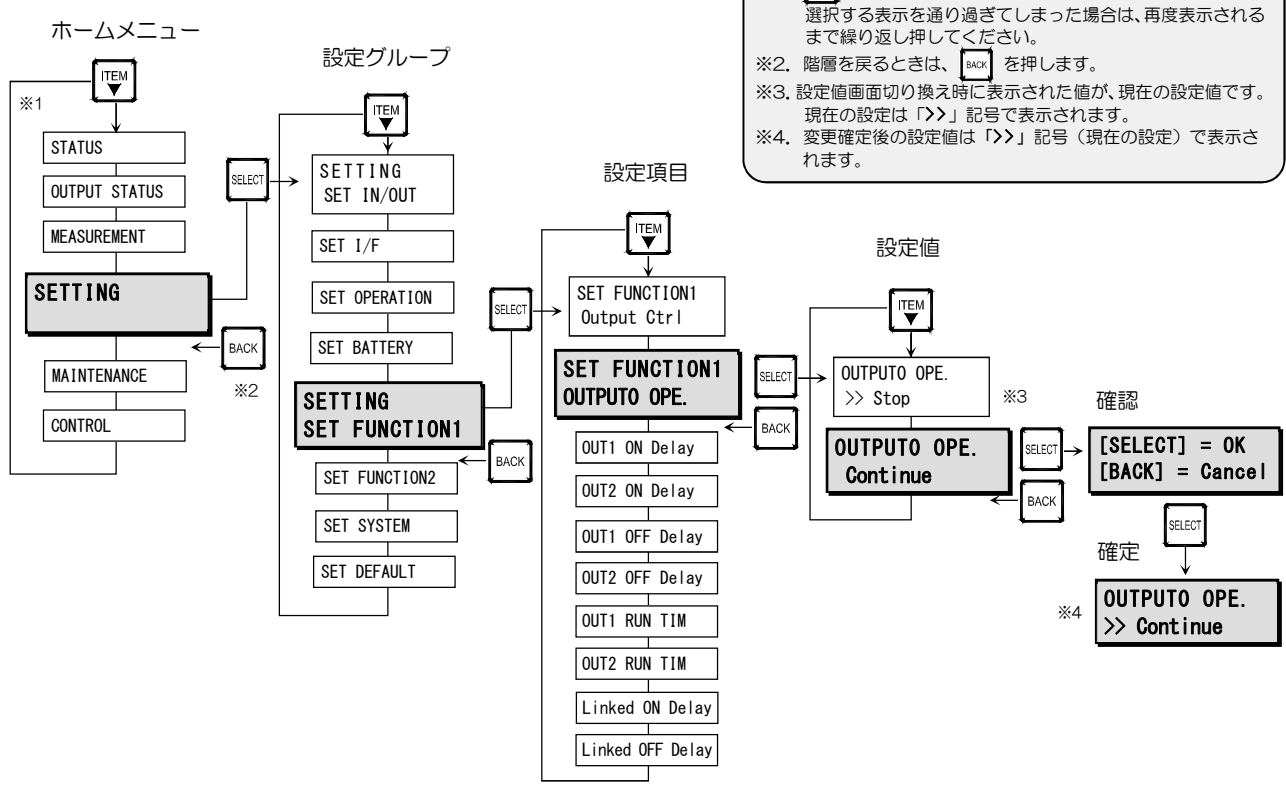 選択する表示を通り過ぎてしまった場合は、再度表示される
まで繰り返し押してください。
※2. 階層を戻るときは、 BACK を押します。
※3. 設定値画面切り換え時に表示された値が、現在の設定値です。
現在の設定は「>>」記号で表示されます。
※4. 変更確定後の設定値は「>>」記号（現在の設定）で表示さ
れます。
ホームメニュー
ITEM
※1
STATUS
OUTPUT STATUS
MEASUREMENT
SETTING
MAINTENANCE
CONTROL
SELECT
BACK
※2
設定グループ
ITEM
SETTING
SET IN/OUT
SET I/F
SET OPERATION
SET BATTERY
SETTING
SET FUNCTION1
SET FUNCTION2
SET SYSTEM
SET DEFAULT
SELECT
BACK
設定項目
ITEM
SET FUNCTION1
Output Ctrl
SET FUNCTION1
OUTPUT0 OPE.
OUT1 ON Delay
OUT2 ON Delay
OUT1 OFF Delay
OUT2 OFF Delay
OUT1 RUN TIM
OUT2 RUN TIM
Linked ON Delay
Linked OFF Delay
SELECT
BACK
設定値
ITEM
OUTPUT0 OPE.
>> Stop
※3
OUTPUT0 OPE.
Continue
SELECT
BACK
確認
[SELECT] = OK
[BACK] = Cancel
SELECT
確定
※4
OUTPUT0 OPE.
>> Continue